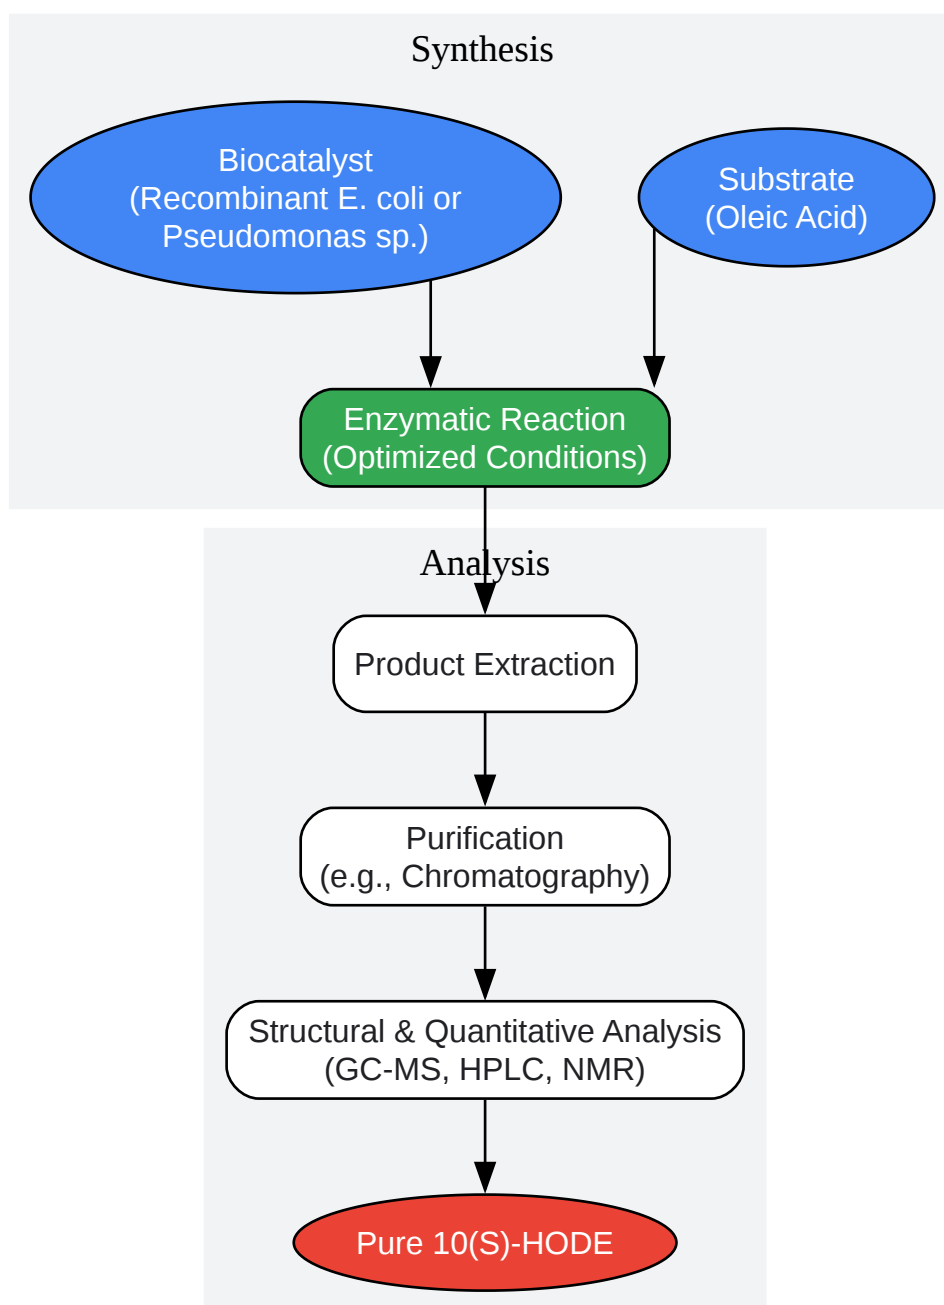 Synthesis
Biocatalyst
(Recombinant E. coli or
Pseudomonas sp.)
Substrate
(Oleic Acid)
Enzymatic Reaction
(Optimized Conditions)
Analysis
Product Extraction
Purification
(e.g., Chromatography)
Structural & Quantitative Analysis
(GC-MS, HPLC, NMR)
Pure 10(S)-HODE